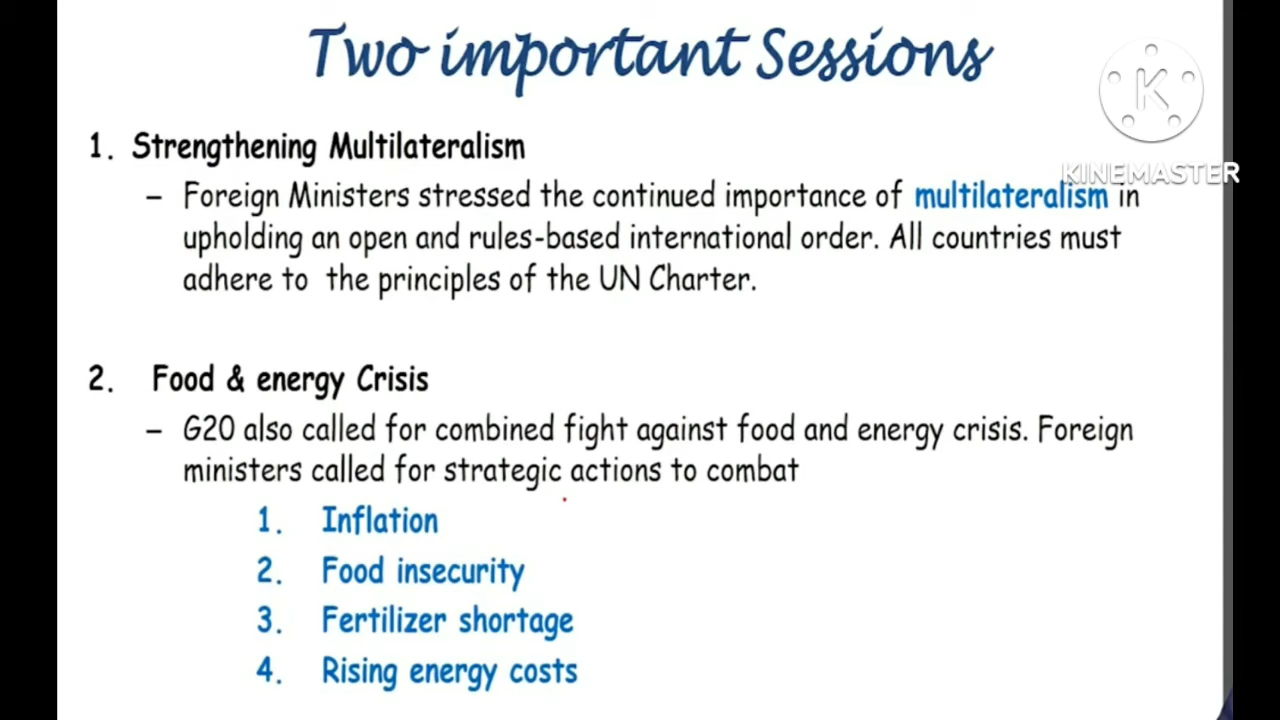 Two important Sessions
K
KINEMASTER
1. Strengthening Multilateralism
– Foreign Ministers stressed the continued importance of multilateralism in
upholding an open and rules-based international order. All countries must
adhere to the principles of the UN Charter.
2. Food & energy Crisis
– G20 also called for combined fight against food and energy crisis. Foreign
ministers called for strategic actions to combat
1. Inflation
2. Food insecurity
3. Fertilizer shortage
4. Rising energy costs